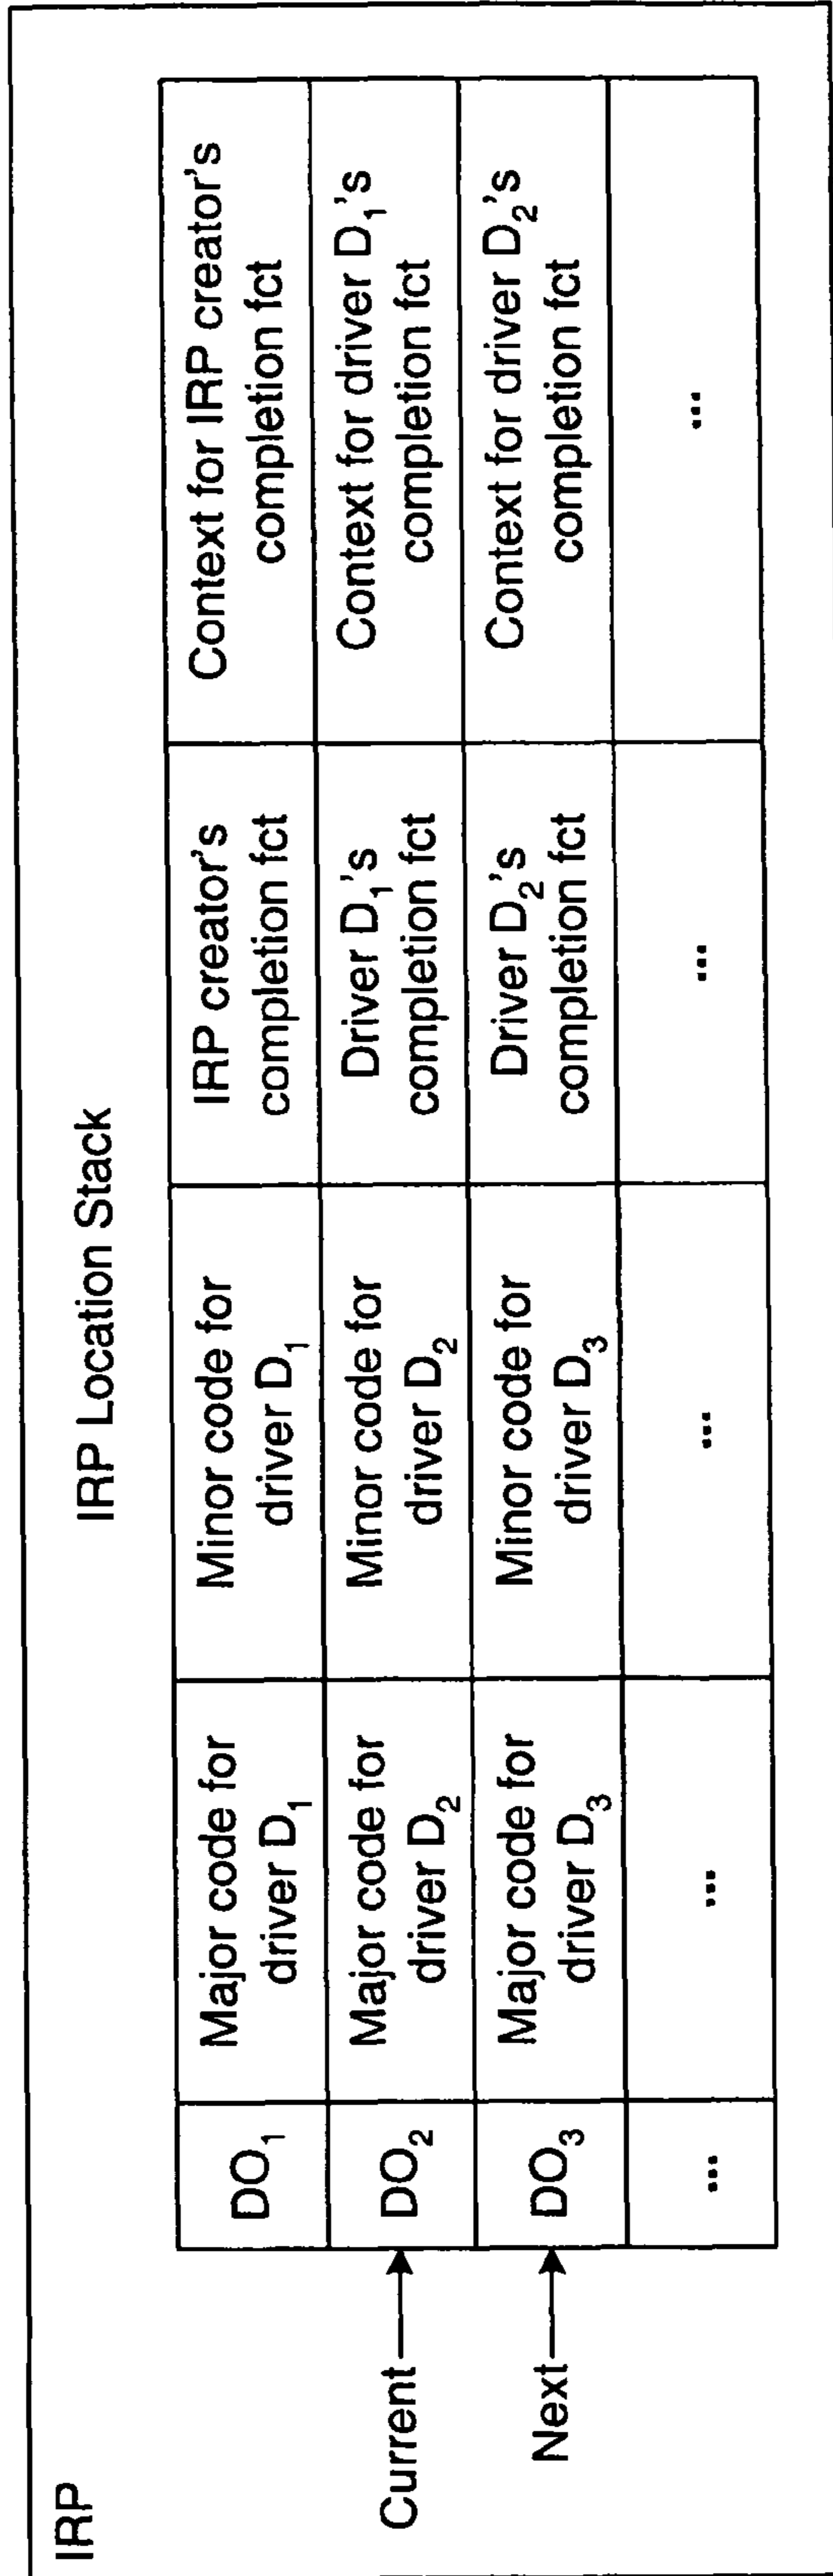 IRP
IRP Location Stack
DO1
Major code for
driver D1
Minor code for
driver D1
IRP creator's
completion fct
Context for IRP creator's
completion fct
Current
DO2
Major code for
driver D2
Minor code for
driver D2
Driver D1's
completion fct
Context for driver D1's
completion fct
Next
DO3
Major code for
driver D3
Minor code for
driver D3
Driver D2's
completion fct
Context for driver D2's
completion fct
...
...
...
...
...